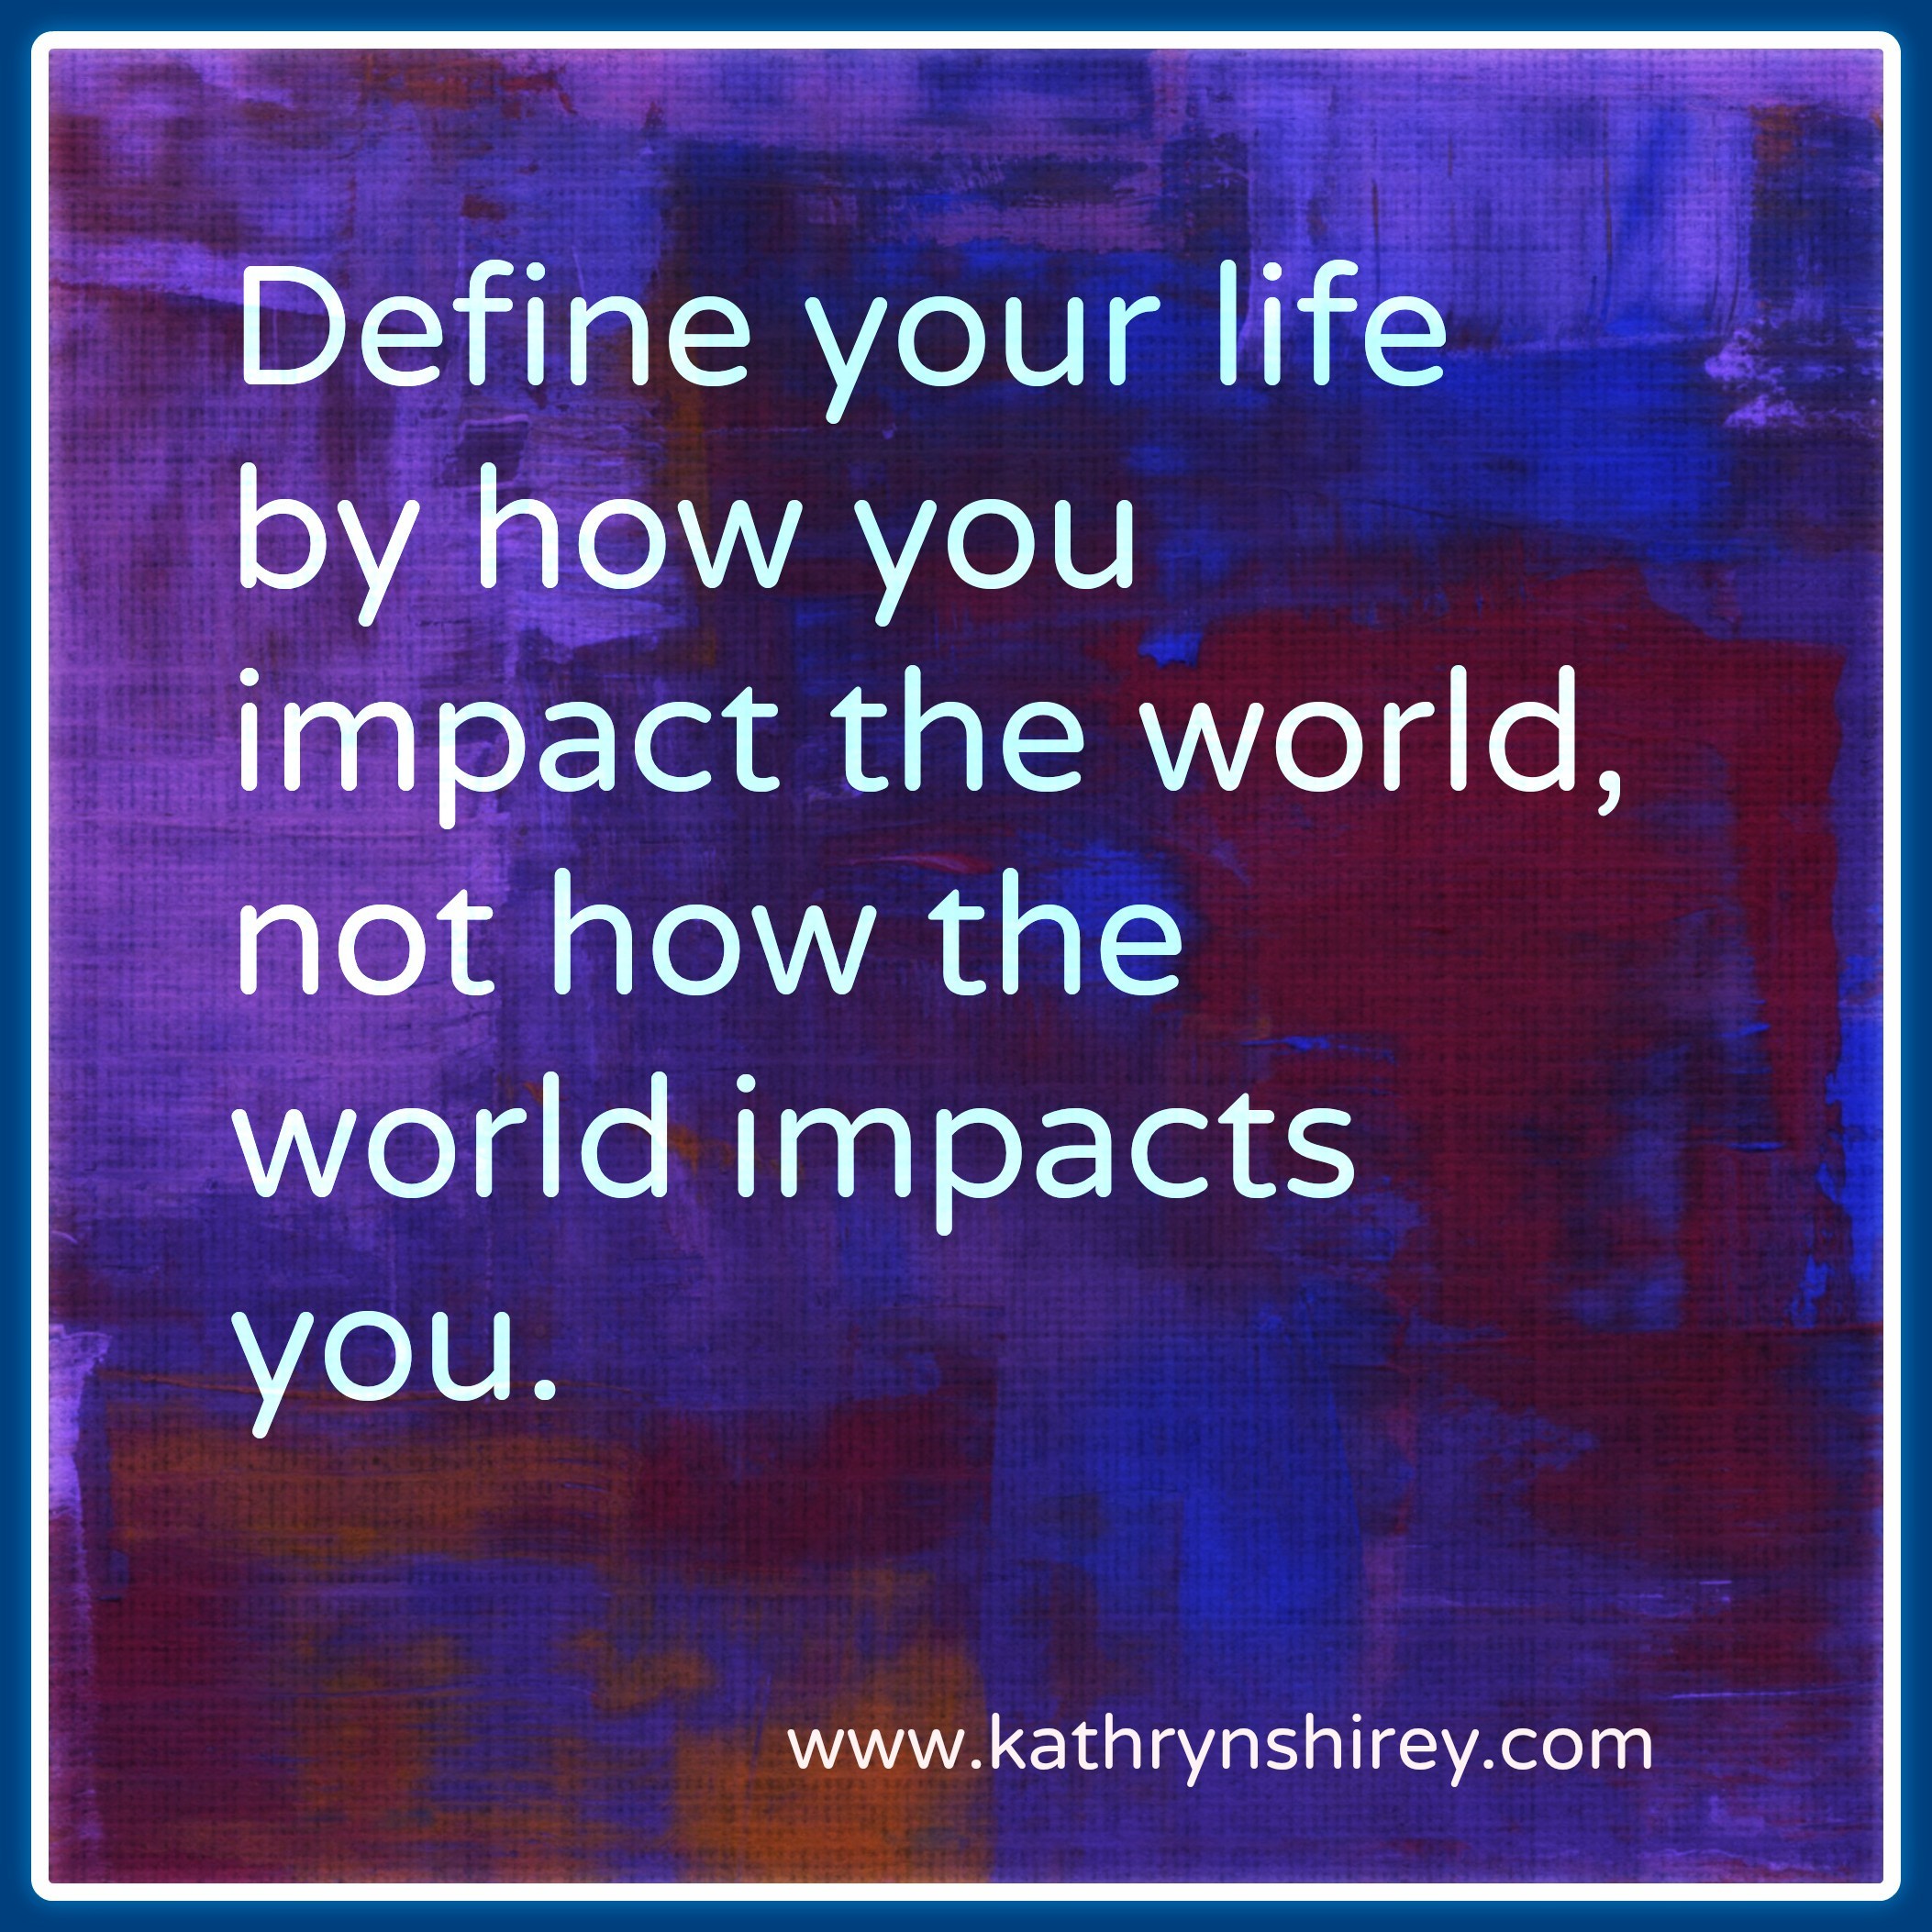 Define your life
by how you
impact the world,
not how the
world impacts
you.
www.kathrynshirey.com